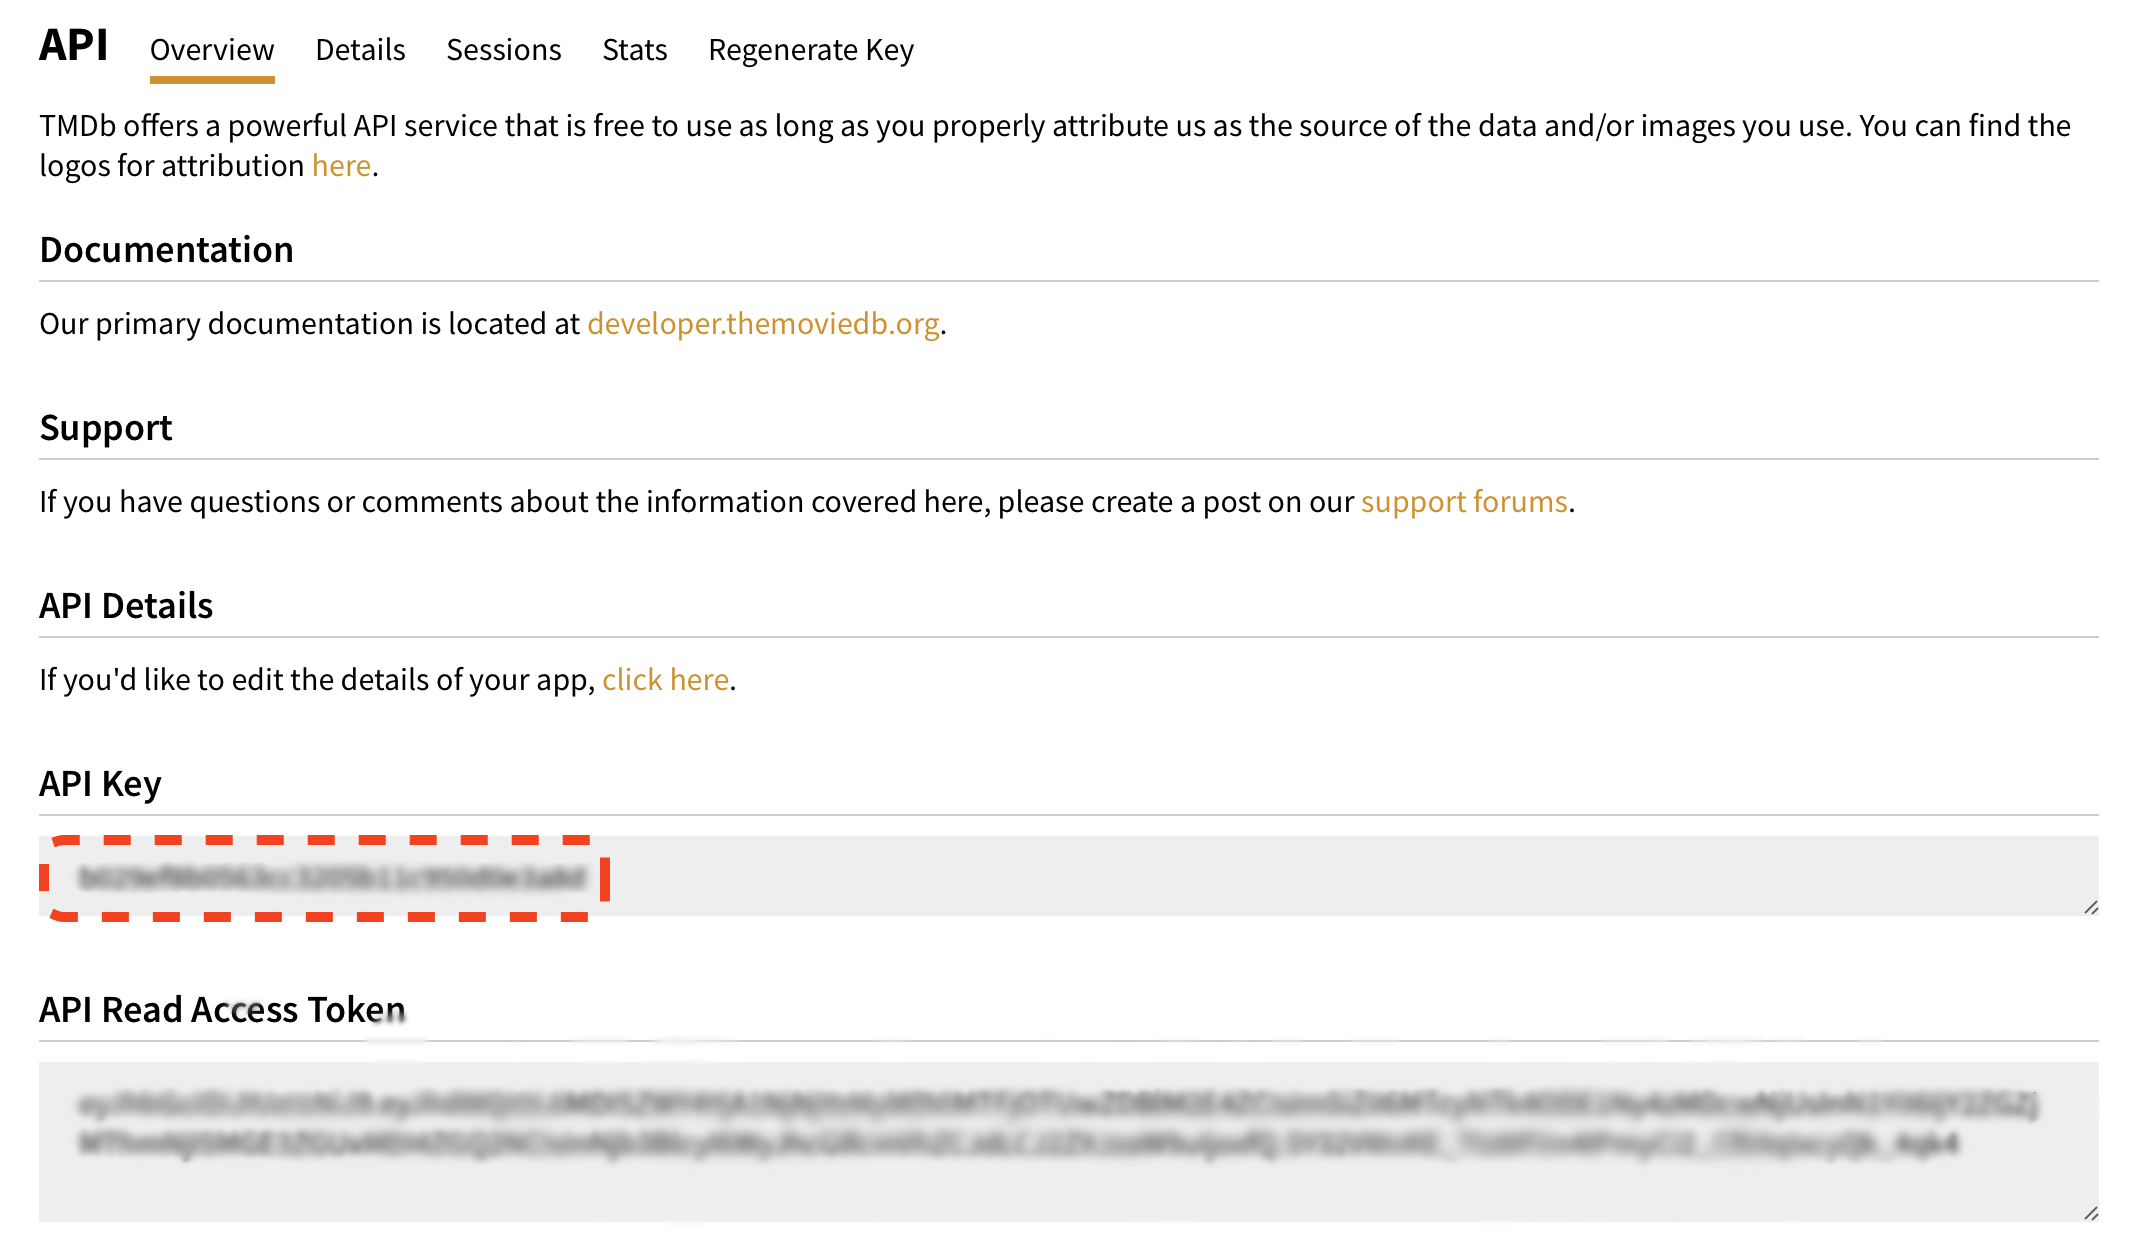 API Overview Details Sessions Stats Regenerate Key
TMDb offers a powerful API service that is free to use as long as you properly attribute us as the source of the data and/or images you use. You can find the
logos for attribution here.
Documentation
Our primary documentation is located at developer.themoviedb.org.
Support
If you have questions or comments about the information covered here, please create a post on our support forums.
API Details
If you'd like to edit the details of your app, click here.
API Key
API Read Access Token